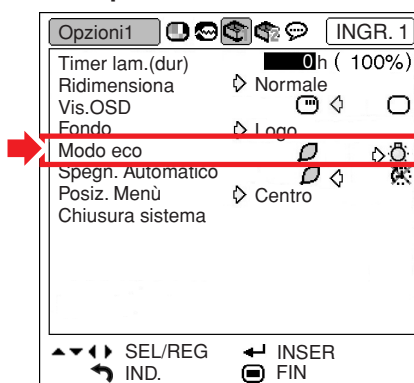 Opzioni1 INGR. 1
Timer lam.(dur) 0 h ( 100%)
Ridimensiona Normale
Vis.OSD
Fondo Logo
Modo eco
Spegn. Automatico
Posiz. Menù Centro
Chiusura sistema
SEL/REG INSER
IND. FIN